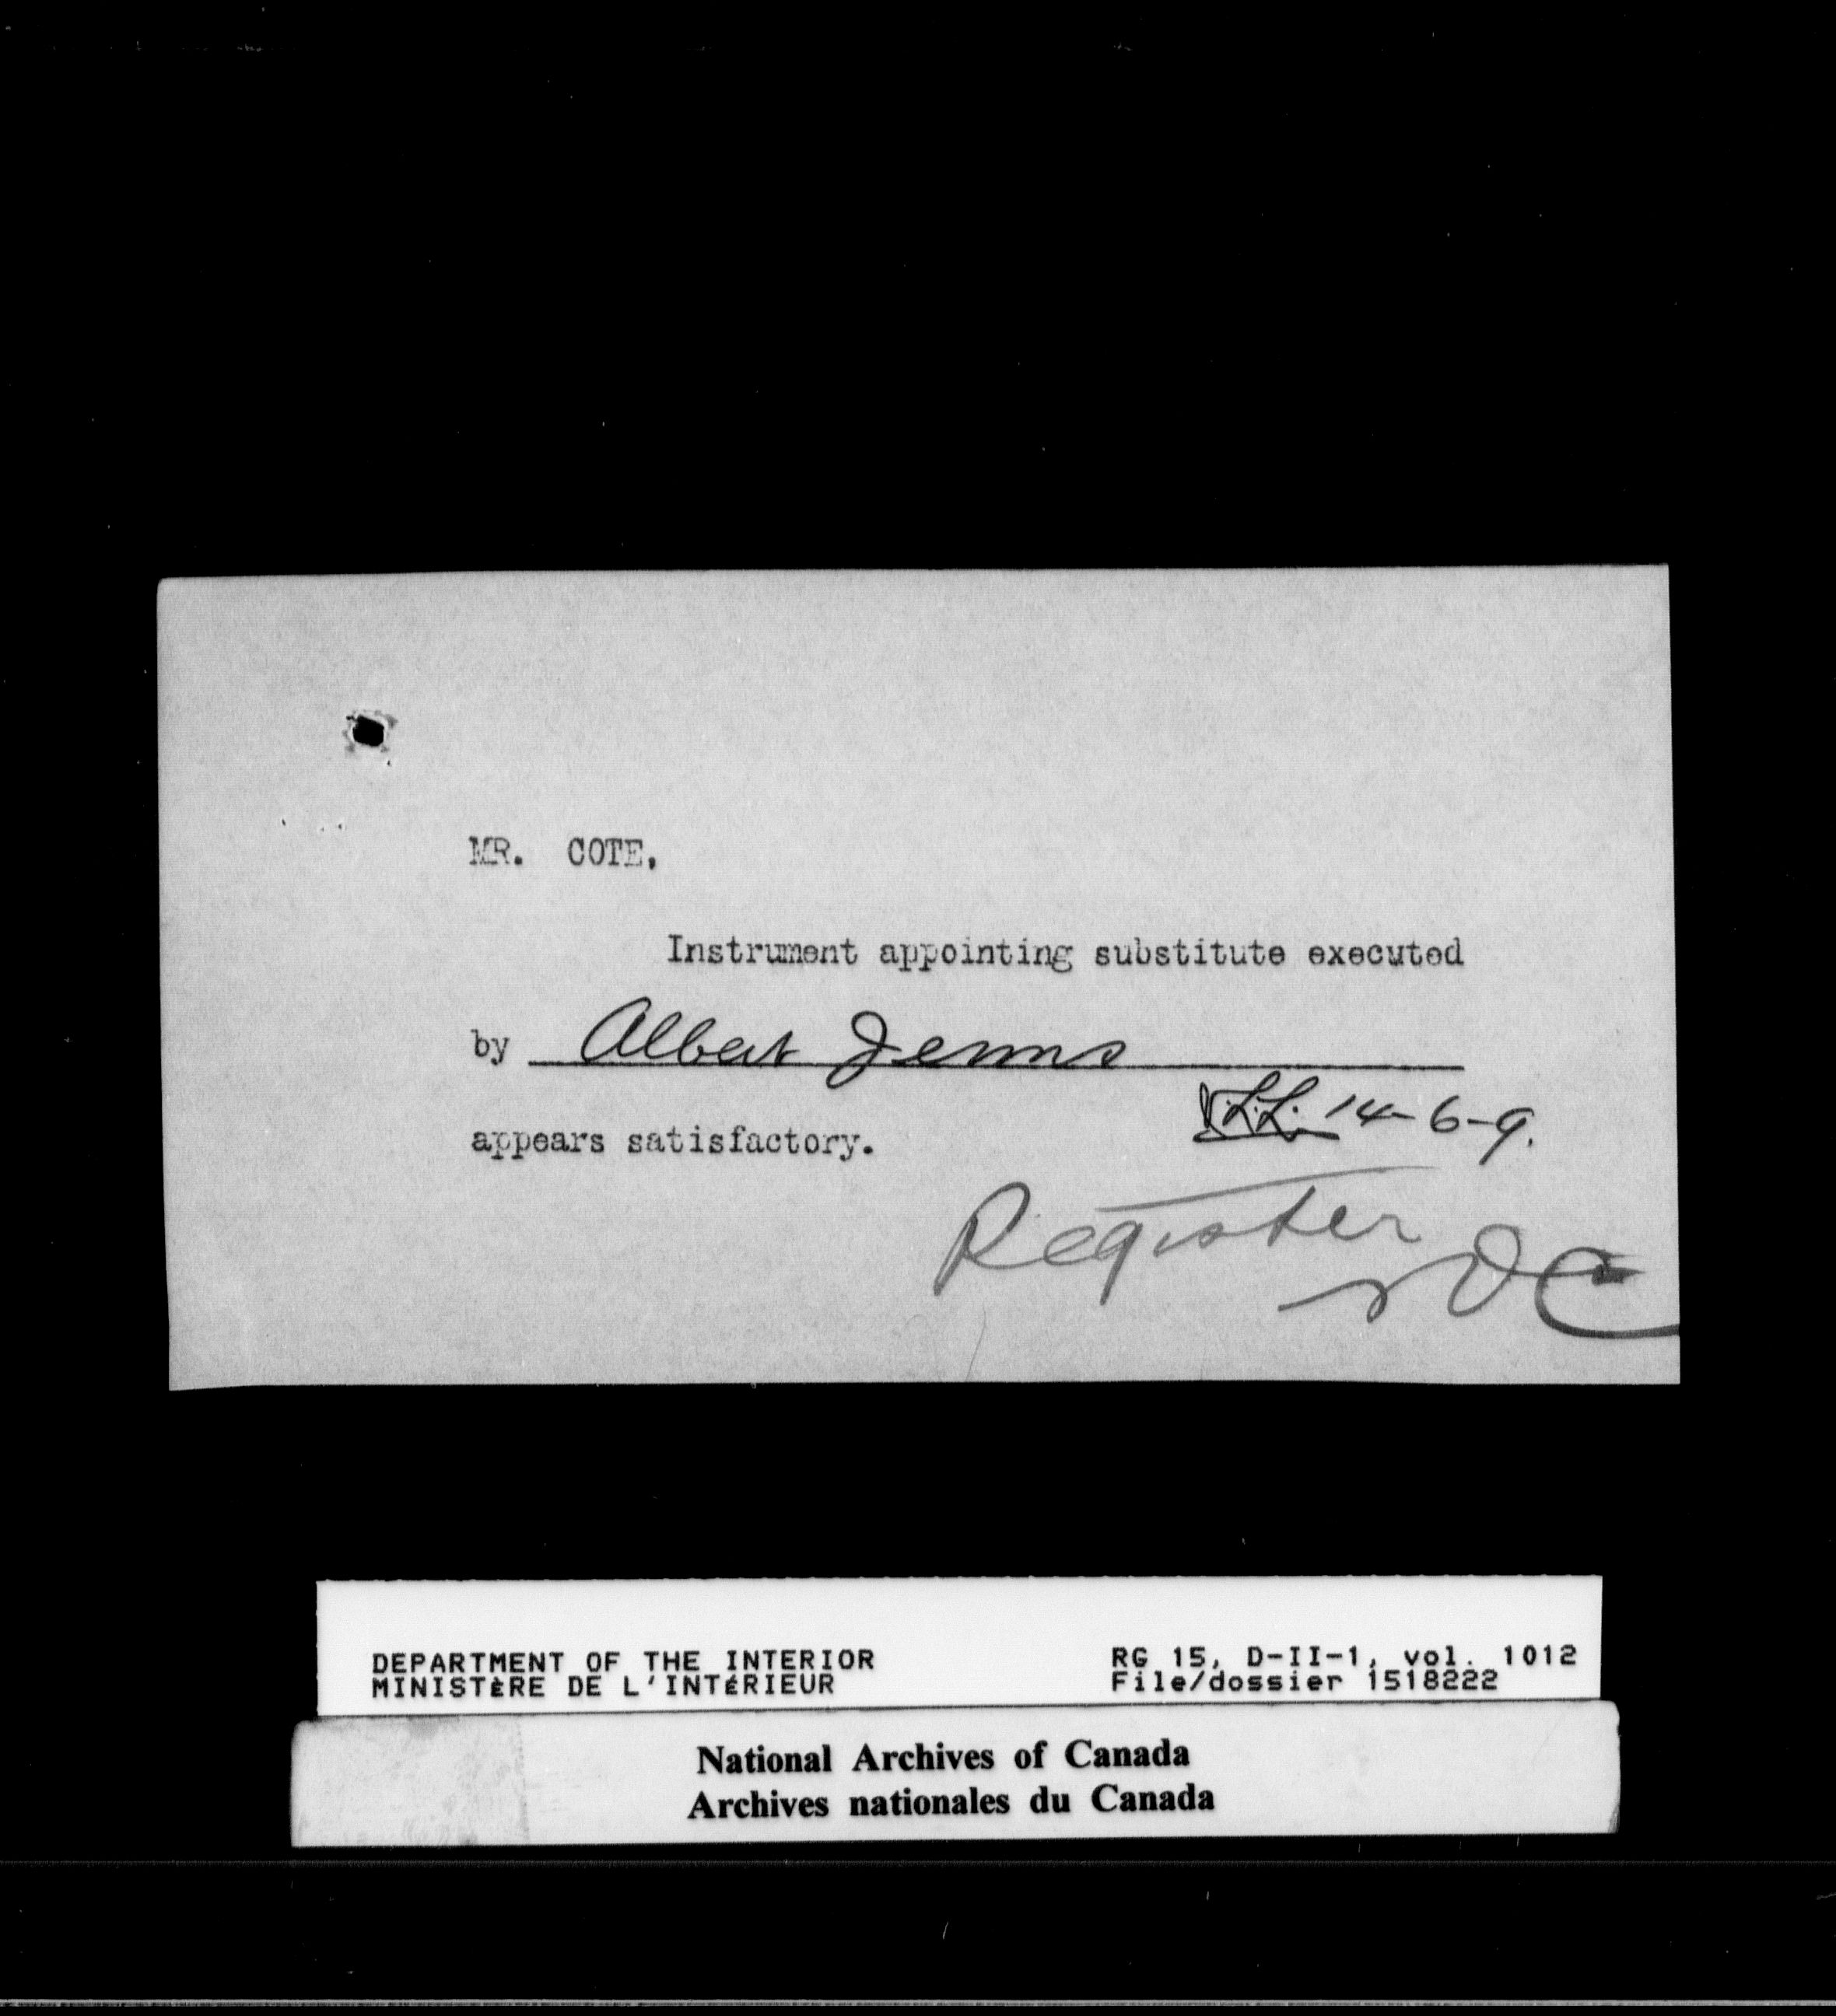 MR. COTE.
Instrument appointing substitute executed
by Albert
L.L. 14-6-9.
appears satisfactory.
Register
DEPARTMENT OF THE INTERIOR
MINISTÈRE DE L'INTÉRIEUR
RG 15, D-II-1, vol. 1012
File/dossier 1518222
National Archives of Canada
Archives nationales du Canada